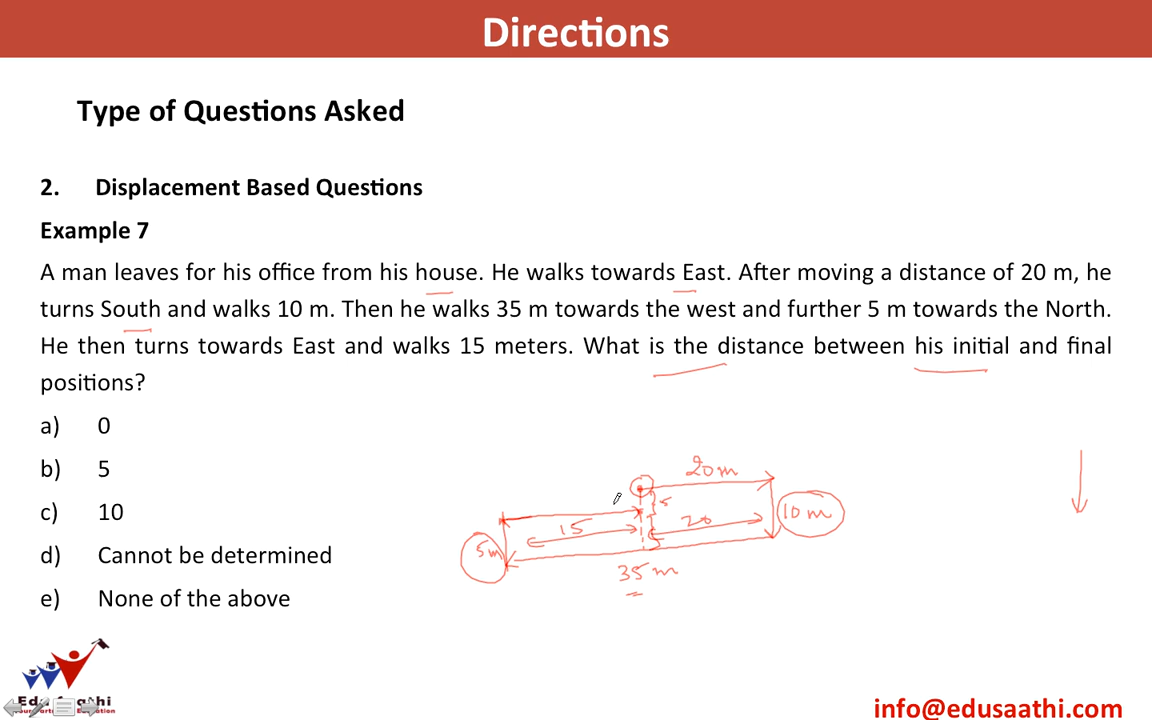 Directions
Type of Questions Asked
2. Displacement Based Questions
Example 7
A man leaves for his office from his house. He walks towards East. After moving a distance of 20 m, he
turns South and walks 10 m. Then he walks 35 m towards the west and further 5 m towards the North.
He then turns towards East and walks 15 meters. What is the distance between his initial and final
positions?
a) 0
b) 5
c) 10
d) Cannot be determined
e) None of the above
20m
5
10m
15
20
5
5m
35m
info@edusaathi.com